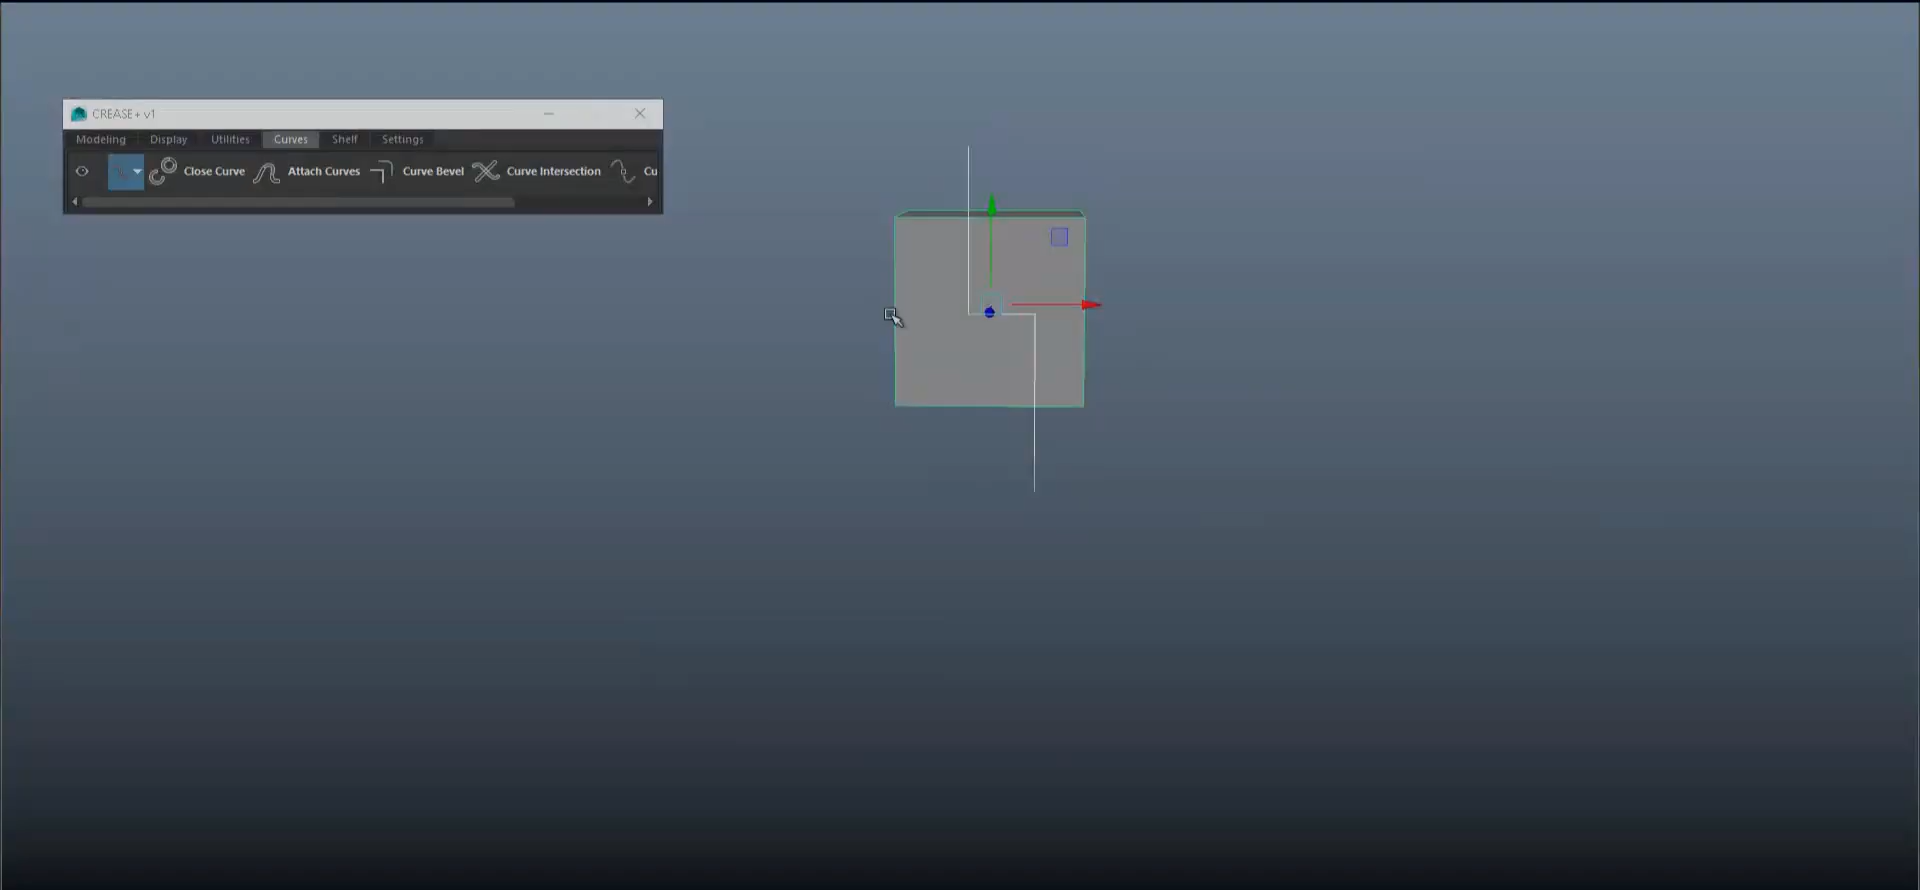 CREASE+ v1
Modeling Display Utilities Curves Shelf Settings
Close Curve Attach Curves Curve Bevel Curve Intersection Cu